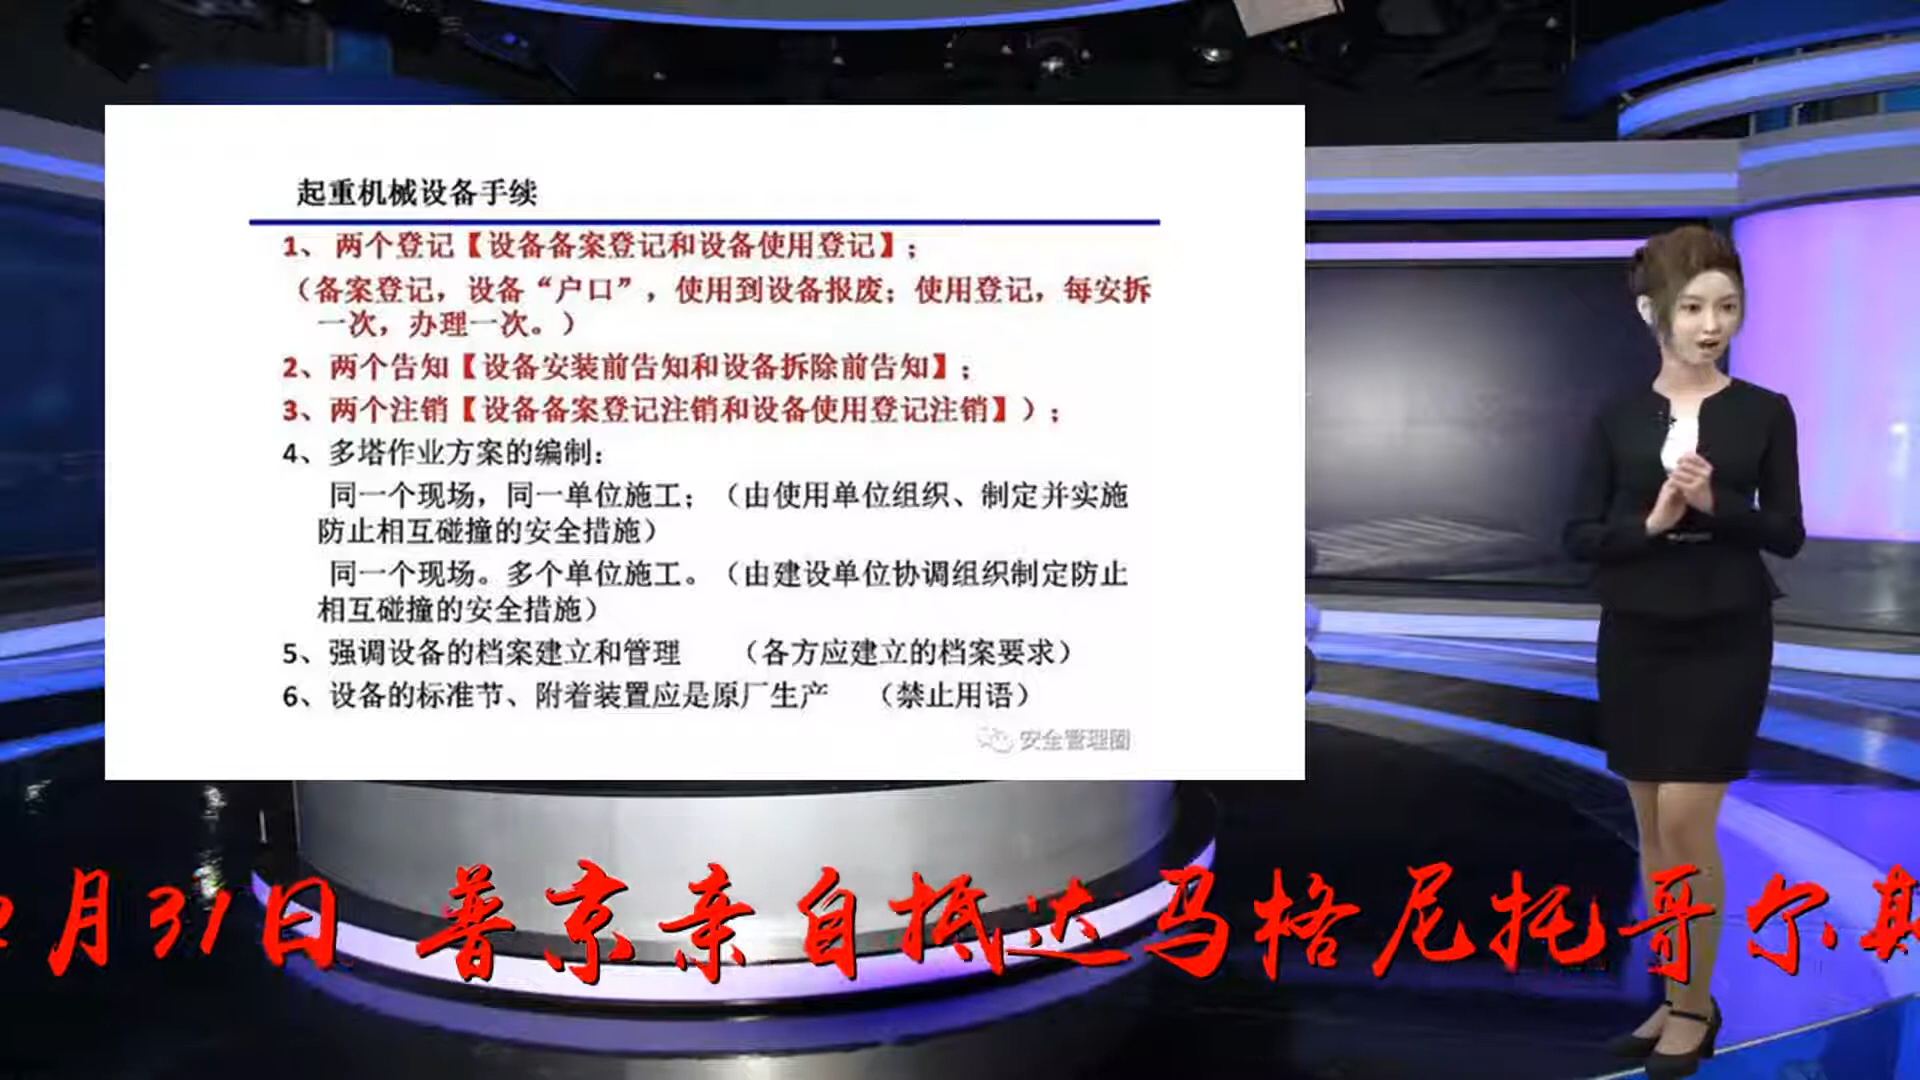 起重机械设备手续
1、 两个登记【设备备案登记和设备使用登记】；
（备案登记，设备“户口”，使用到设备报废；使用登记，每安拆
一次，办理一次。）
2、两个告知【设备安装前告知和设备拆除前告知】；
3、两个注销【设备备案登记注销和设备使用登记注销】）；
4、多塔作业方案的编制：
同一个现场，同一单位施工；（由使用单位组织、制定并实施
防止相互碰撞的安全措施）
同一个现场。多个单位施工。（由建设单位协调组织制定防止
相互碰撞的安全措施）
5、强调设备的档案建立和管理 （各方应建立的档案要求）
6、设备的标准节、附着装置应是原厂生产 （禁止用语）
安全管理圈
月31日 普京亲自抵达马格尼托哥尔斯